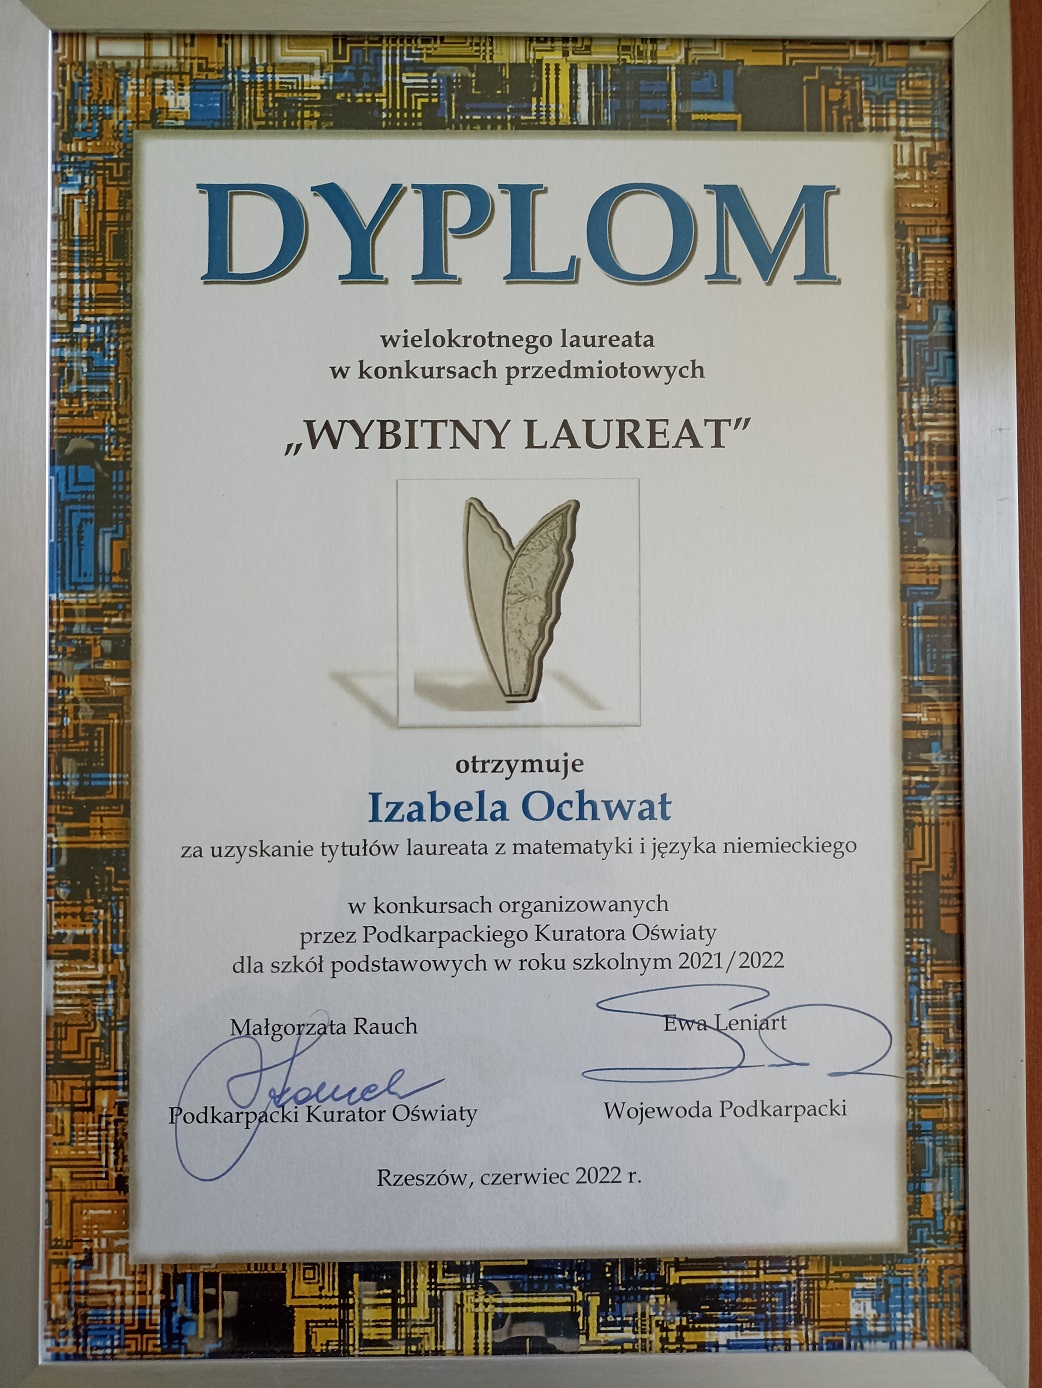 DYPLOM
wielokrotnego laureata
w konkursach przedmiotowych
„WYBITNY LAUREAT”
otrzymuje
Izabela Ochwat
za uzyskanie tytułów laureata z matematyki i języka niemieckiego
w konkursach organizowanych
przez Podkarpackiego Kuratora Oświaty
dla szkół podstawowych w roku szkolnym 2021/2022
Małgorzata Rauch
Podkarpacki Kurator Oświaty
Ewa Leniart
Wojewoda Podkarpacki
Rzeszów, czerwiec 2022 r.